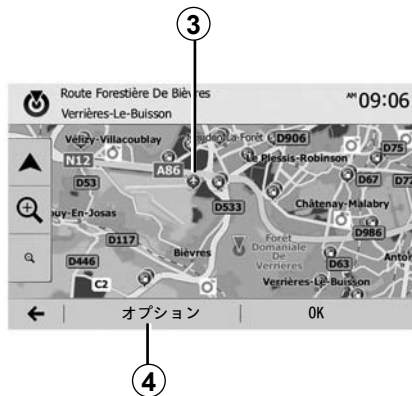 3
Route Forestière De Bièvres
Verrières-Le-Buisson
AM 09:06
Vélizy-Villacoublay
D906
D75
N12
Le Plessis-Robinson
A86
D53
D67
D533
Châtenay-Malabry
D117
D986
Bièvres
Forêt
Domaniale
De
Verrières
D446
D63
C2
Verrières-Le-Buisson
← オプション OK
4